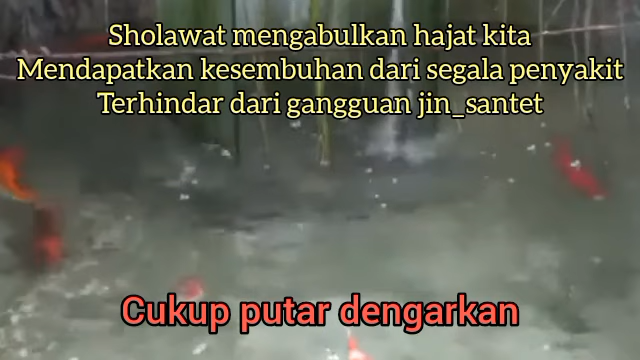 Sholawat mengabulkan hajat kita
Mendapatkan kesembuhan dari segala penyakit
Terhindar dari gangguan jin_santet
Cukup putar dengarkan